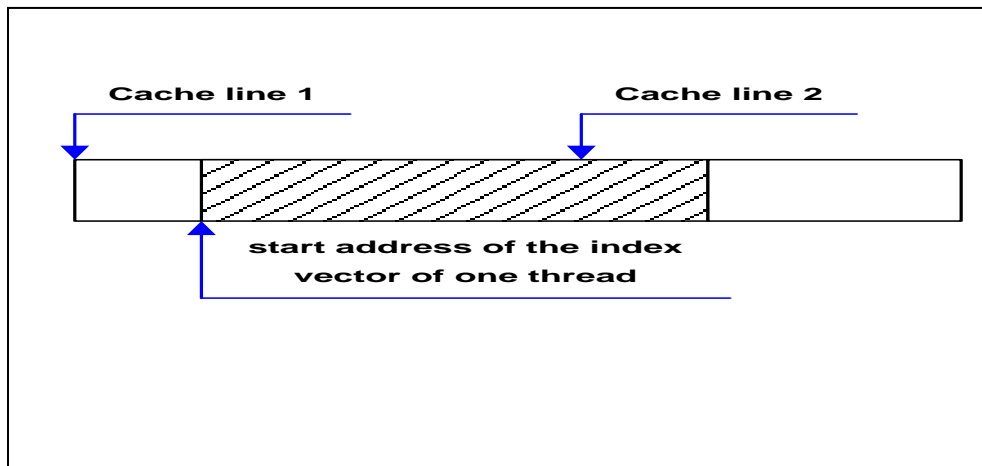 Cache line 1
Cache line 2
start address of the index
vector of one thread